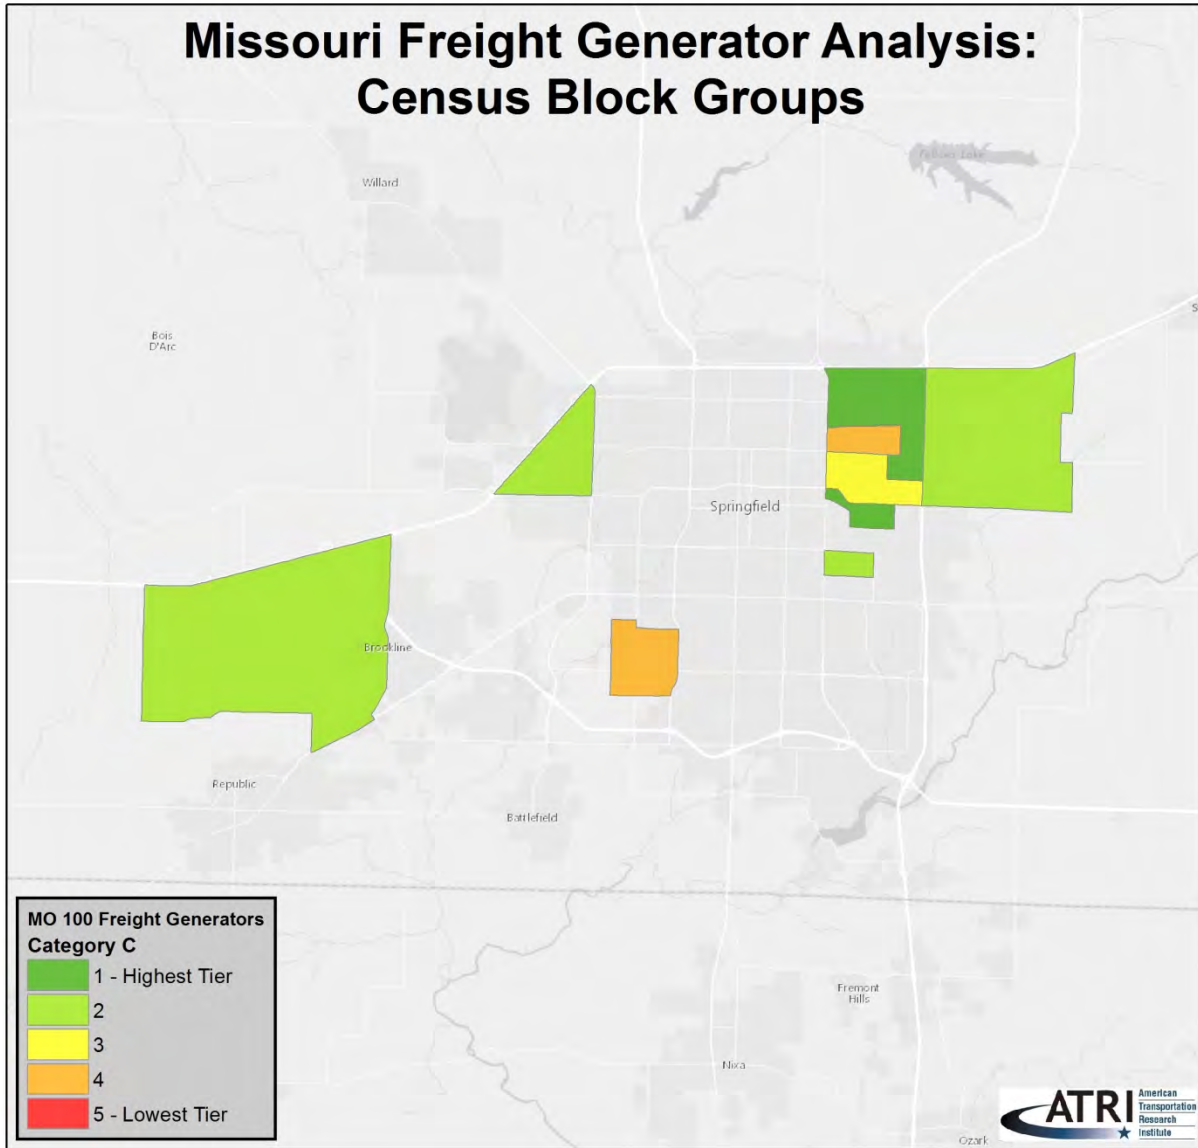 Missouri Freight Generator Analysis:
Census Block Groups
Fellows Lake
Willard
Bois
D'Arc
Springfield
Brookline
Republic
Battlefield
MO 100 Freight Generators
Category C
1 - Highest Tier
2
3
4
5 - Lowest Tier
Fremont
Hills
Nixa
Ozark
ATRI
American
Transportation
Research
Institute